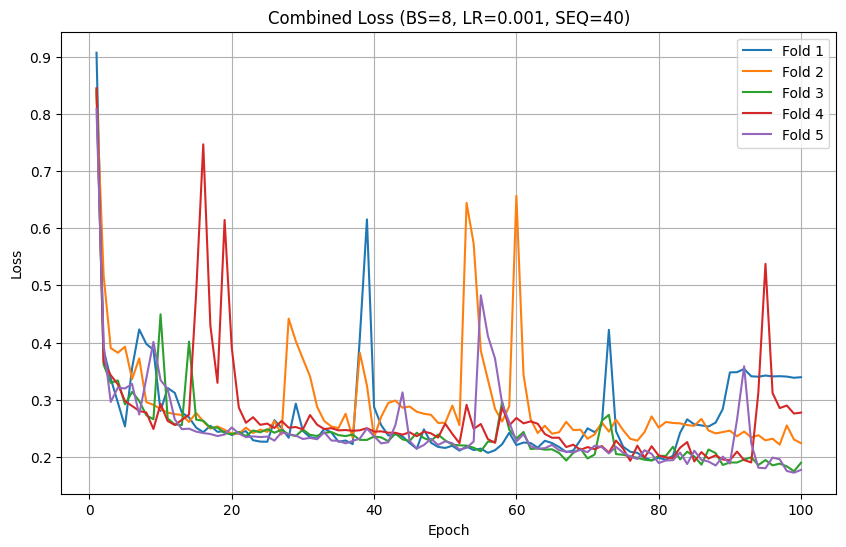 Combined Loss (BS=8, LR=0.001, SEQ=40)
Loss
0.9
0.8
0.7
0.6
0.5
0.4
0.3
0.2
Fold 1
Fold 2
Fold 3
Fold 4
Fold 5
0 20 40 60 80 100
Epoch